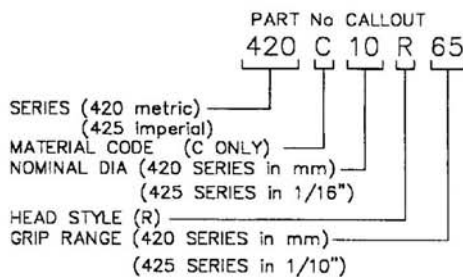 PART No CALLOUT
420 C 10 R 65
SERIES (420 metric)
(425 imperial)
MATERIAL CODE (C ONLY)
NOMINAL DIA (420 SERIES in mm)
(425 SERIES in 1/16")
HEAD STYLE (R)
GRIP RANGE (420 SERIES in mm)
(425 SERIES in 1/10")